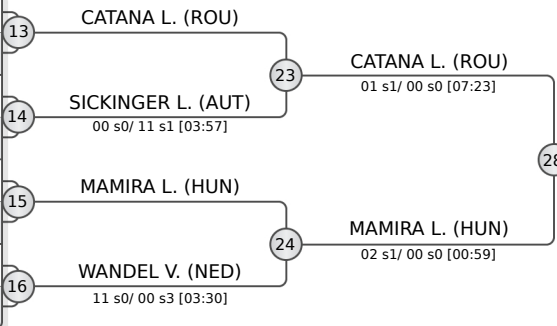 CATANA L. (ROU)
13
CATANA L. (ROU)
23
01 s1/ 00 s0 [07:23]
SICKINGER L. (AUT)
14
00 s0/ 11 s1 [03:57]
28
MAMIRA L. (HUN)
15
MAMIRA L. (HUN)
24
02 s1/ 00 s0 [00:59]
WANDEL V. (NED)
16
11 s0/ 00 s3 [03:30]